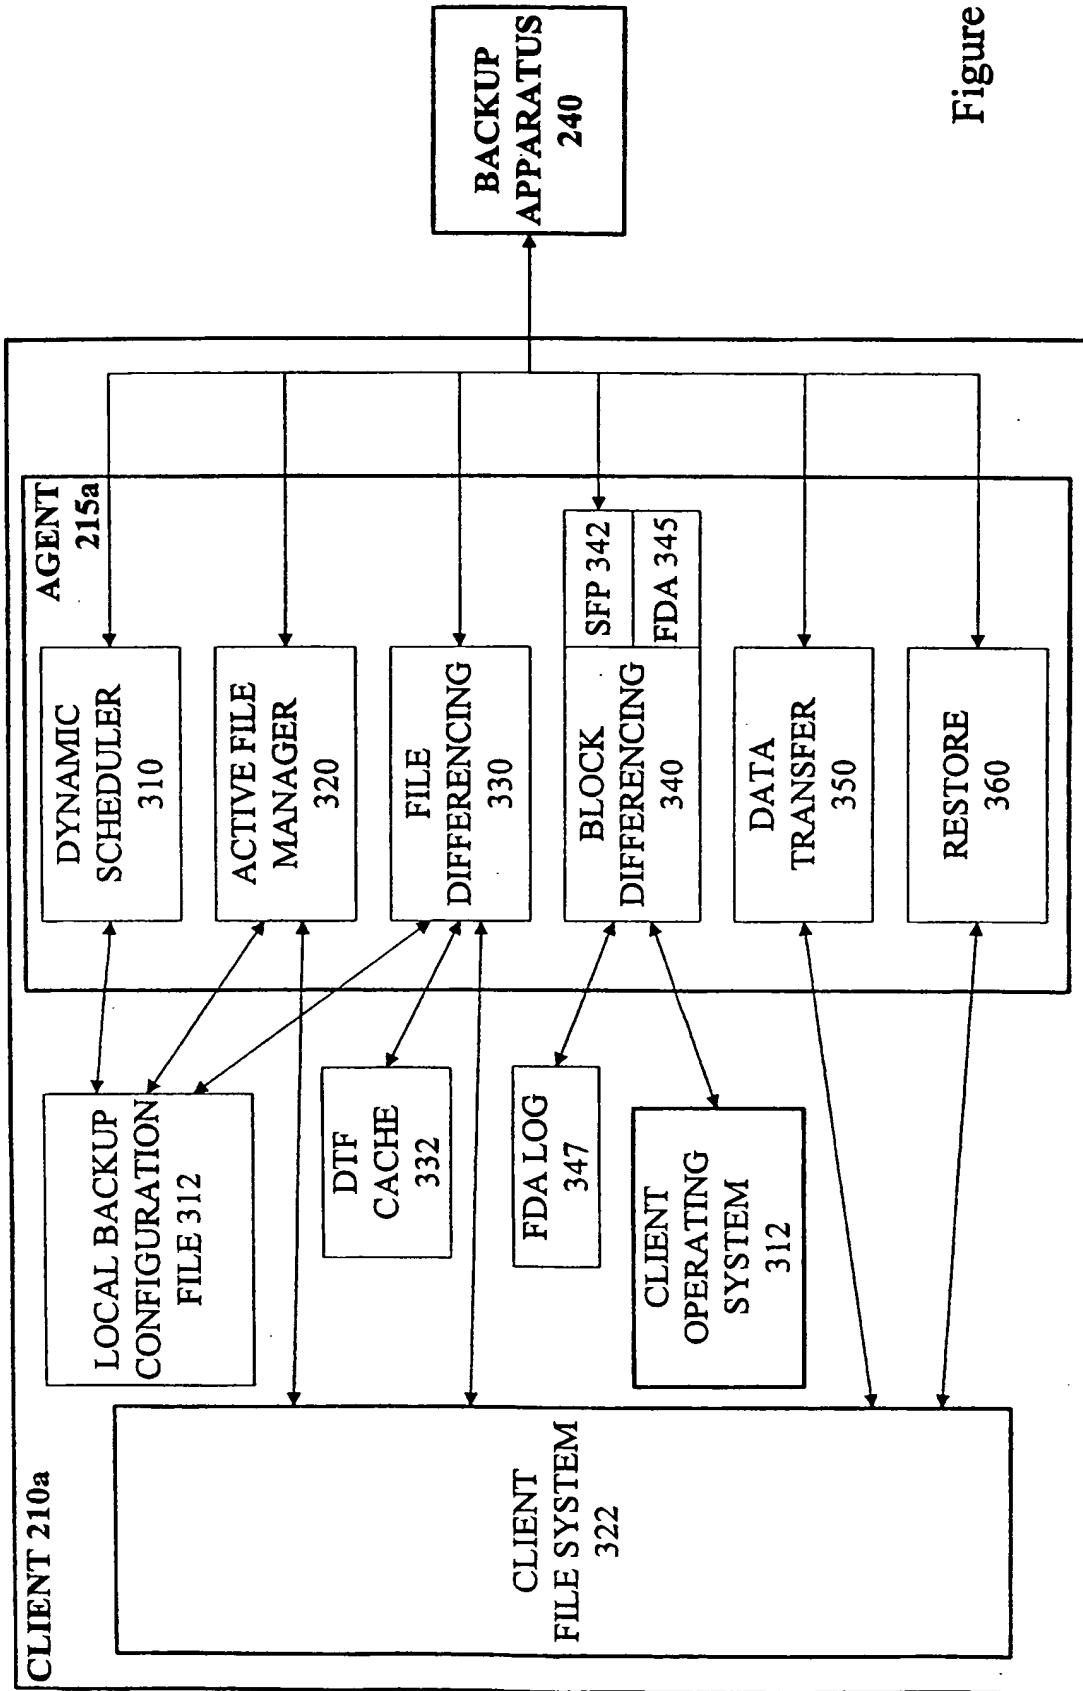 CLIENT 210a
CLIENT
FILE SYSTEM
322
LOCAL BACKUP
CONFIGURATION
FILE 312
DTF
CACHE
332
FDA LOG
347
CLIENT
OPERATING
SYSTEM
312
AGENT
215a
DYNAMIC
SCHEDULER
310
ACTIVE FILE
MANAGER
320
FILE
DIFFERENCING
330
BLOCK
DIFFERENCING
340
SFP 342
FDA 345
DATA
TRANSFER
350
RESTORE
360
BACKUP
APPARATUS
240
Figure